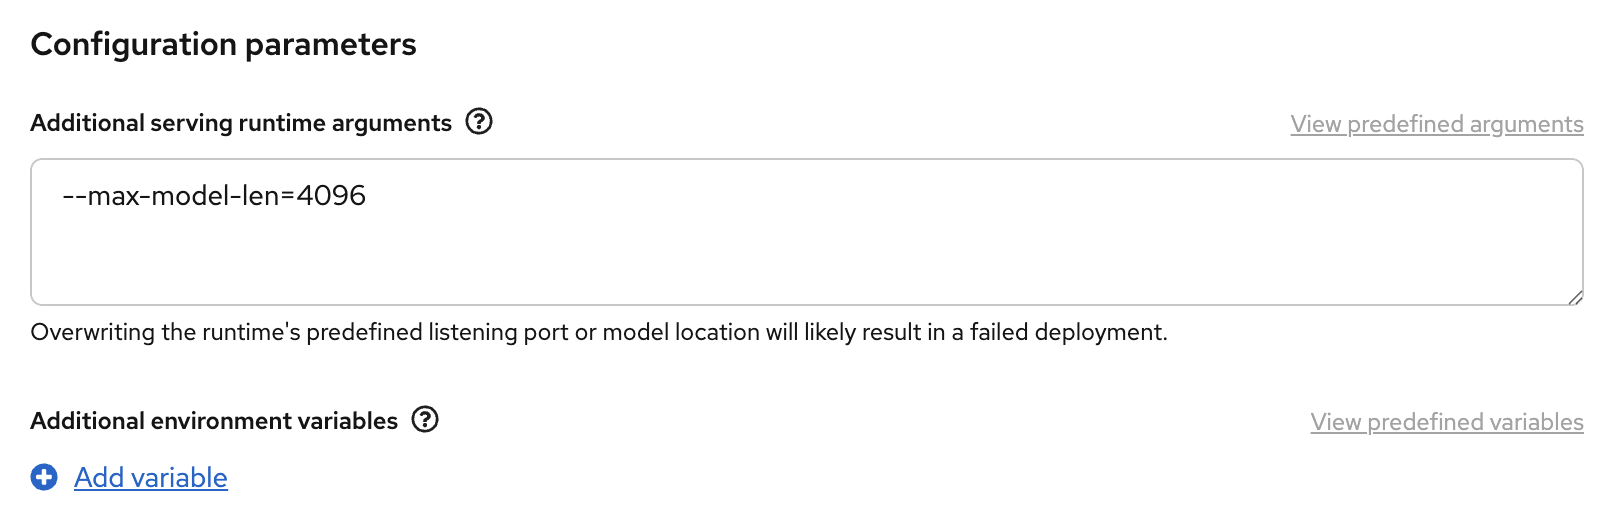 Configuration parameters
Additional serving runtime arguments
View predefined arguments
--max-model-len=4096
Overwriting the runtime's predefined listening port or model location will likely result in a failed deployment.
Additional environment variables
View predefined variables
Add variable